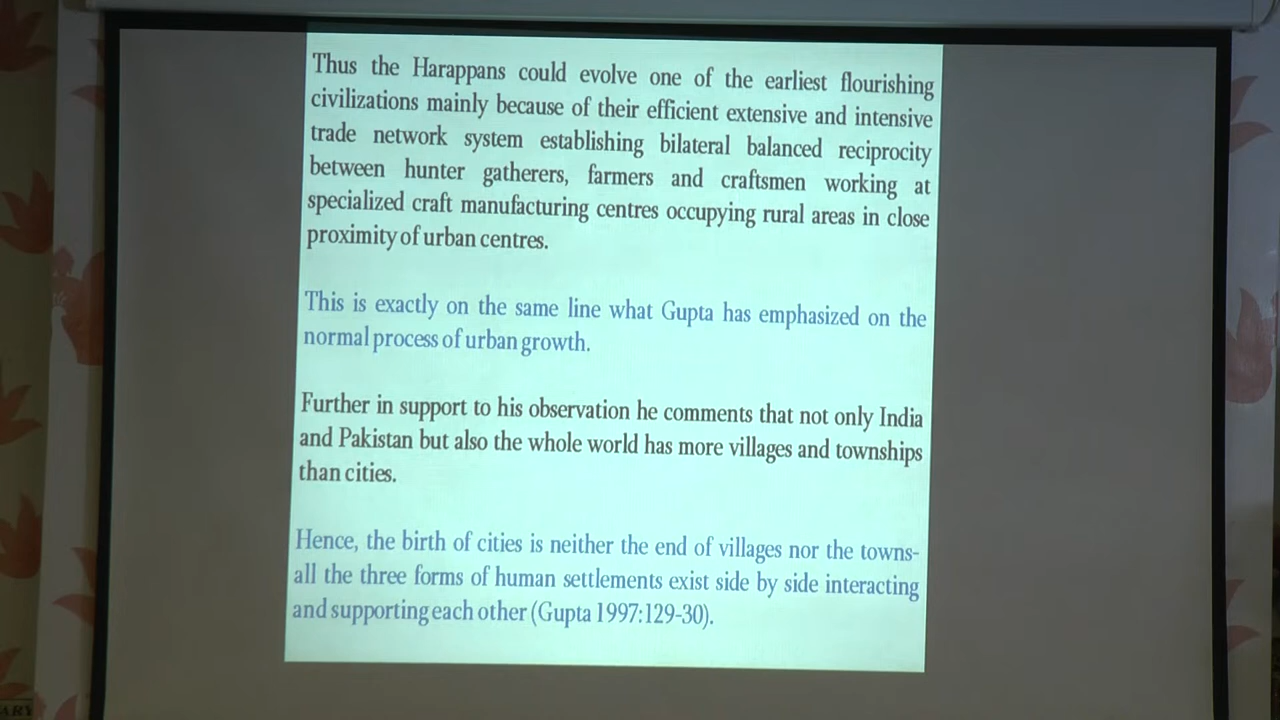 Thus the Harappans could evolve one of the earliest flourishing
civilizations mainly because of their efficient extensive and intensive
trade network system establishing bilateral balanced reciprocity
between hunter gatherers, farmers and craftsmen working at
specialized craft manufacturing centres occupying rural areas in close
proximity of urban centres.
This is exactly on the same line what Gupta has emphasized on the
normal process of urban growth.
Further in support to his observation he comments that not only India
and Pakistan but also the whole world has more villages and townships
than cities.
Hence, the birth of cities is neither the end of villages nor the towns-
all the three forms of human settlements exist side by side interacting
and supporting each other (Gupta 1997:129-30).